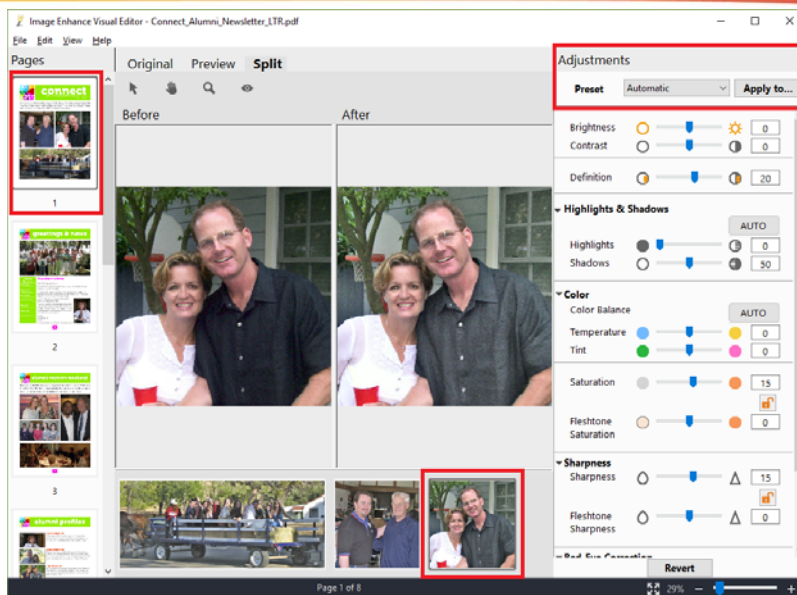 Image Enhance Visual Editor - Connect_Alumni_Newsletter_LTR.pdf
File Edit View Help
Pages
connect
1
greetings & news
2
3
alumni profiles
Original Preview Split
Before After
Adjustments
Preset Automatic Apply to...
Brightness 0
Contrast 0
Definition 20
Highlights & Shadows
AUTO
Highlights 0
Shadows 50
Color
Color Balance AUTO
Temperature 0
Tint 0
Saturation 15
Fleshtone 0
Saturation
Sharpness
Sharpness 15
Fleshtone 0
Sharpness
Red-Eye Correction
Revert
Page 1 of 8 29%